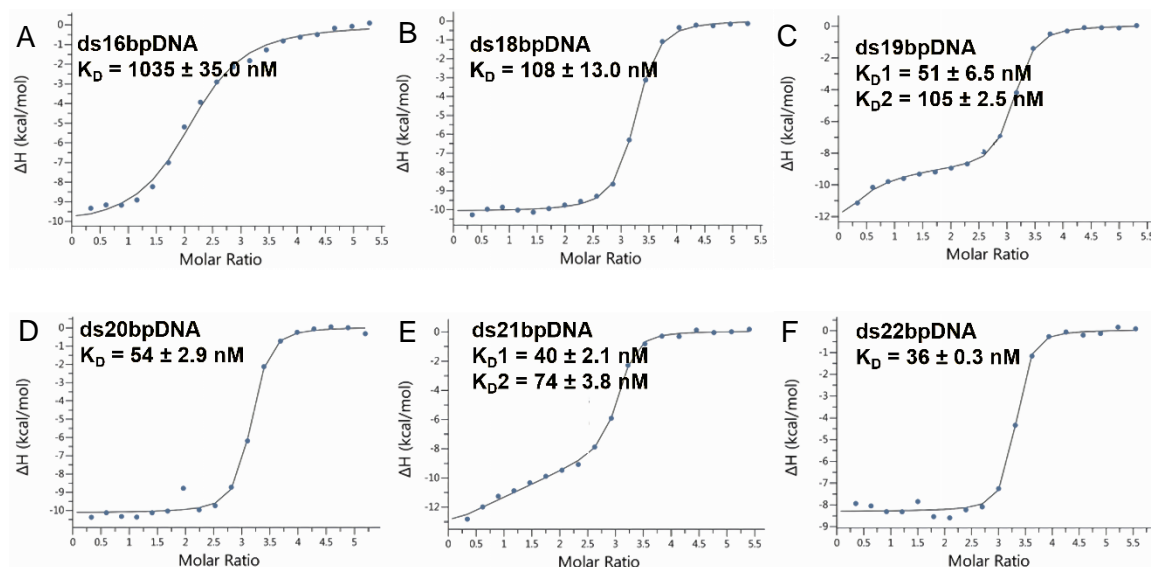 A
ds16bpDNA
K_D = 1035 ± 35.0 nM
ΔH (kcal/mol)
0
-1
-2
-3
-4
-5
-6
-7
-8
-9
-10
0 0.5 1 1.5 2 2.5 3 3.5 4 4.5 5 5.5
Molar Ratio
B
ds18bpDNA
K_D = 108 ± 13.0 nM
ΔH (kcal/mol)
0
-1
-2
-3
-4
-5
-6
-7
-8
-9
-10
0 0.5 1 1.5 2 2.5 3 3.5 4 4.5 5 5.5
Molar Ratio
C
ds19bpDNA
K_D1 = 51 ± 6.5 nM
K_D2 = 105 ± 2.5 nM
ΔH (kcal/mol)
0
-2
-4
-6
-8
-10
-12
0 0.5 1 1.5 2 2.5 3 3.5 4 4.5 5 5.5
Molar Ratio
D
ds20bpDNA
K_D = 54 ± 2.9 nM
ΔH (kcal/mol)
0
-1
-2
-3
-4
-5
-6
-7
-8
-9
-10
0 0.5 1 1.5 2 2.5 3 3.5 4 4.5 5
Molar Ratio
E
ds21bpDNA
K_D1 = 40 ± 2.1 nM
K_D2 = 74 ± 3.8 nM
ΔH (kcal/mol)
0
-2
-4
-6
-8
-10
-12
0 0.5 1 1.5 2 2.5 3 3.5 4 4.5 5 5.5
Molar Ratio
F
ds22bpDNA
K_D = 36 ± 0.3 nM
ΔH (kcal/mol)
0
-1
-2
-3
-4
-5
-6
-7
-8
-9
0 0.5 1 1.5 2 2.5 3 3.5 4 4.5 5 5.5
Molar Ratio